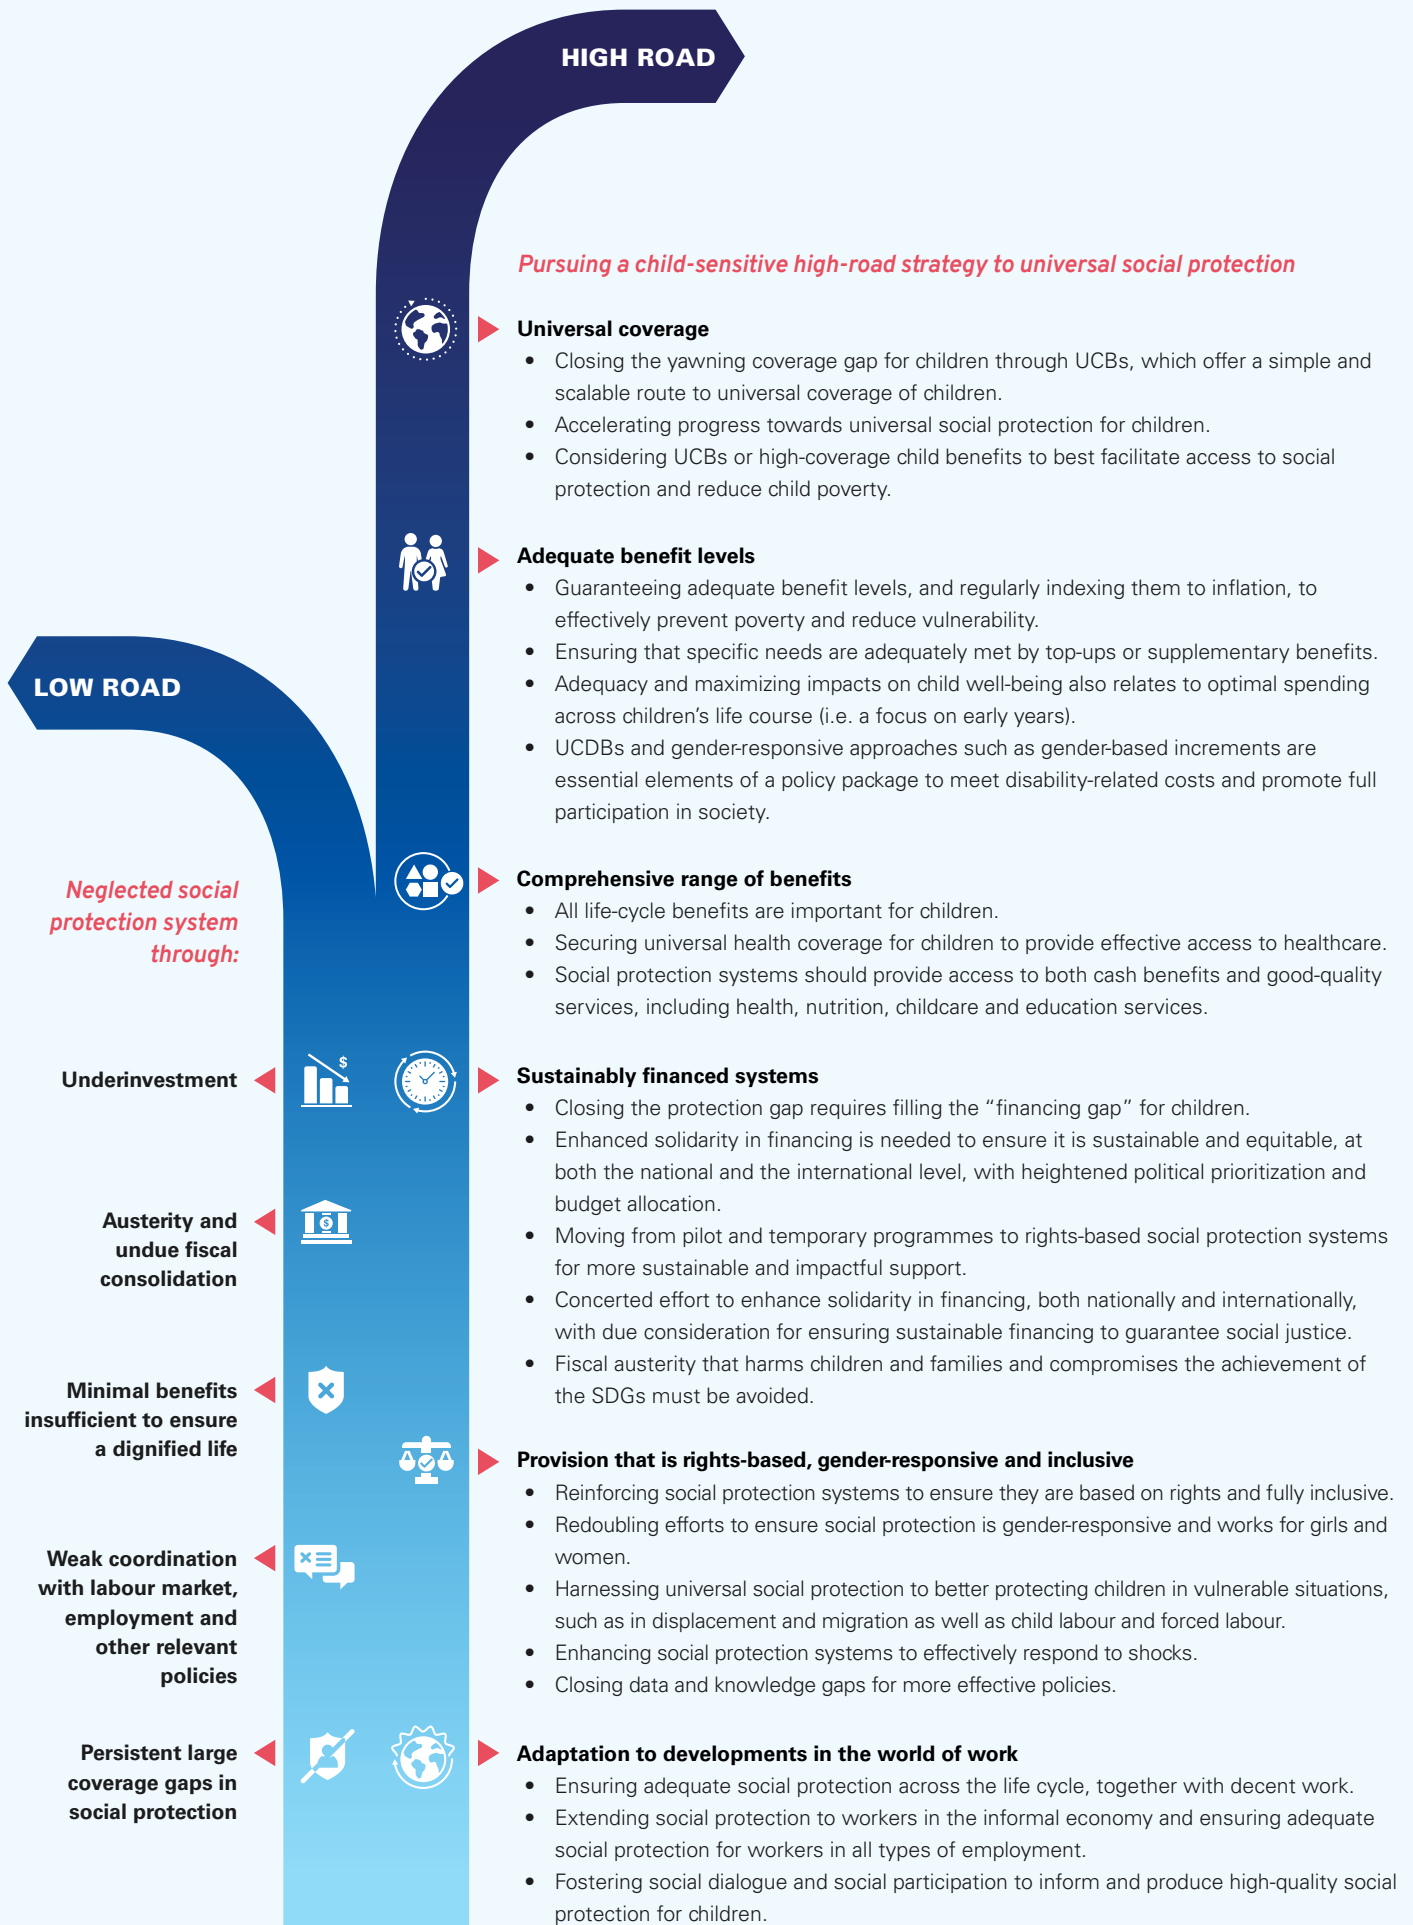 HIGH ROAD
Pursuing a child-sensitive high-road strategy to universal social protection
Universal coverage
• Closing the yawning coverage gap for children through UCBs, which offer a simple and
scalable route to universal coverage of children.
• Accelerating progress towards universal social protection for children.
• Considering UCBs or high-coverage child benefits to best facilitate access to social
protection and reduce child poverty.
Adequate benefit levels
• Guaranteeing adequate benefit levels, and regularly indexing them to inflation, to
effectively prevent poverty and reduce vulnerability.
• Ensuring that specific needs are adequately met by top-ups or supplementary benefits.
• Adequacy and maximizing impacts on child well-being also relates to optimal spending
across children’s life course (i.e. a focus on early years).
• UCDBs and gender-responsive approaches such as gender-based increments are
essential elements of a policy package to meet disability-related costs and promote full
participation in society.
Comprehensive range of benefits
• All life-cycle benefits are important for children.
• Securing universal health coverage for children to provide effective access to healthcare.
• Social protection systems should provide access to both cash benefits and good-quality
services, including health, nutrition, childcare and education services.
Sustainably financed systems
• Closing the protection gap requires filling the “financing gap” for children.
• Enhanced solidarity in financing is needed to ensure it is sustainable and equitable, at
both the national and the international level, with heightened political prioritization and
budget allocation.
• Moving from pilot and temporary programmes to rights-based social protection systems
for more sustainable and impactful support.
• Concerted effort to enhance solidarity in financing, both nationally and internationally,
with due consideration for ensuring sustainable financing to guarantee social justice.
• Fiscal austerity that harms children and families and compromises the achievement of
the SDGs must be avoided.
Provision that is rights-based, gender-responsive and inclusive
• Reinforcing social protection systems to ensure they are based on rights and fully inclusive.
• Redoubling efforts to ensure social protection is gender-responsive and works for girls and
women.
• Harnessing universal social protection to better protecting children in vulnerable situations,
such as in displacement and migration as well as child labour and forced labour.
• Enhancing social protection systems to effectively respond to shocks.
• Closing data and knowledge gaps for more effective policies.
Adaptation to developments in the world of work
• Ensuring adequate social protection across the life cycle, together with decent work.
• Extending social protection to workers in the informal economy and ensuring adequate
social protection for workers in all types of employment.
• Fostering social dialogue and social participation to inform and produce high-quality social
protection for children.
LOW ROAD
Neglected social
protection system
through:
Underinvestment
$
Austerity and
undue fiscal
consolidation
$
Minimal benefits
insufficient to ensure
a dignified life
Weak coordination
with labour market,
employment and
other relevant
policies
Persistent large
coverage gaps in
social protection